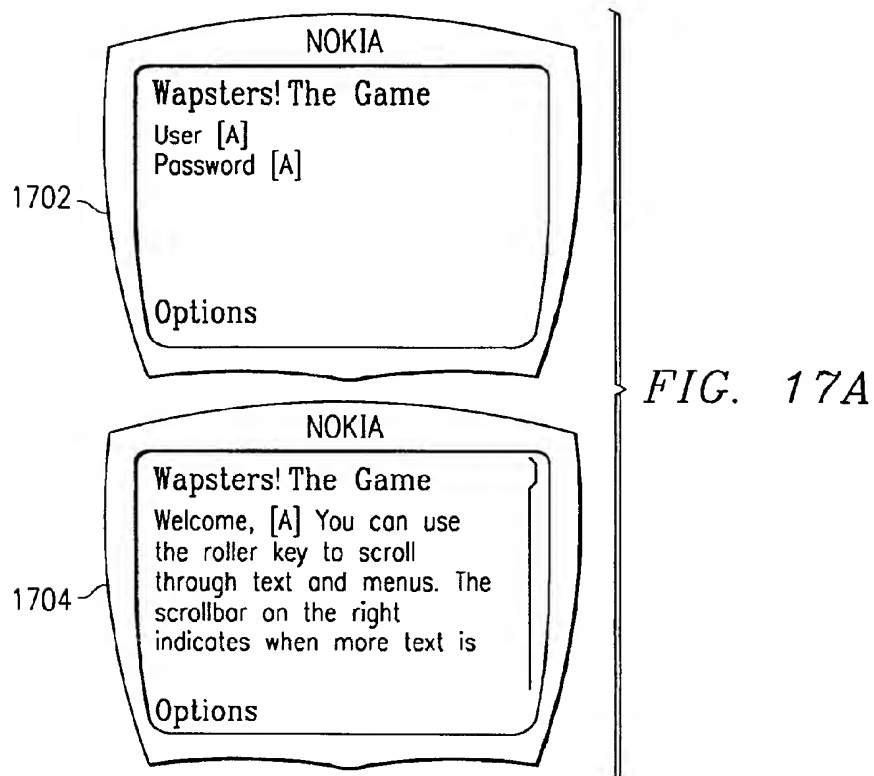 NOKIA
Wapsters! The Game
User [A]
Password [A]
1702
Options
FIG. 17A
NOKIA
Wapsters! The Game
Welcome, [A] You can use
the roller key to scroll
through text and menus. The
scrollbar on the right
indicates when more text is
1704
Options